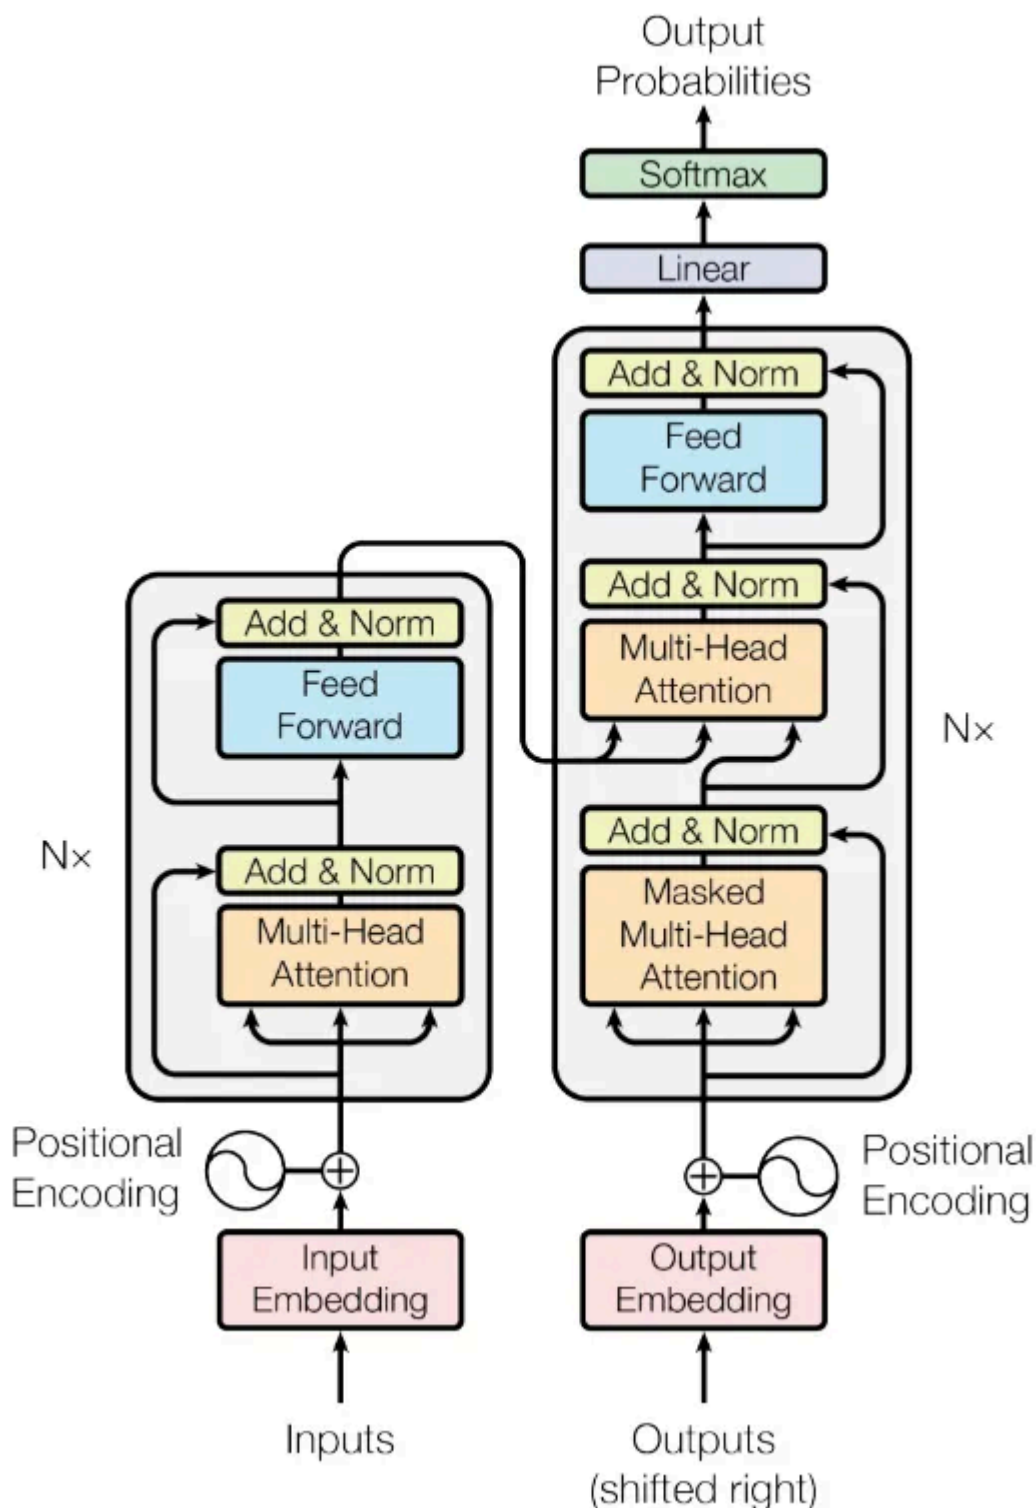 Output
Probabilities
Softmax
Linear
Add & Norm
Feed
Forward
Add & Norm
Multi-Head
Attention
Add & Norm
Masked
Multi-Head
Attention
Nx
Add & Norm
Feed
Forward
Add & Norm
Multi-Head
Attention
Nx
Positional
Encoding
Positional
Encoding
Input
Embedding
Output
Embedding
Inputs
Outputs
(shifted right)